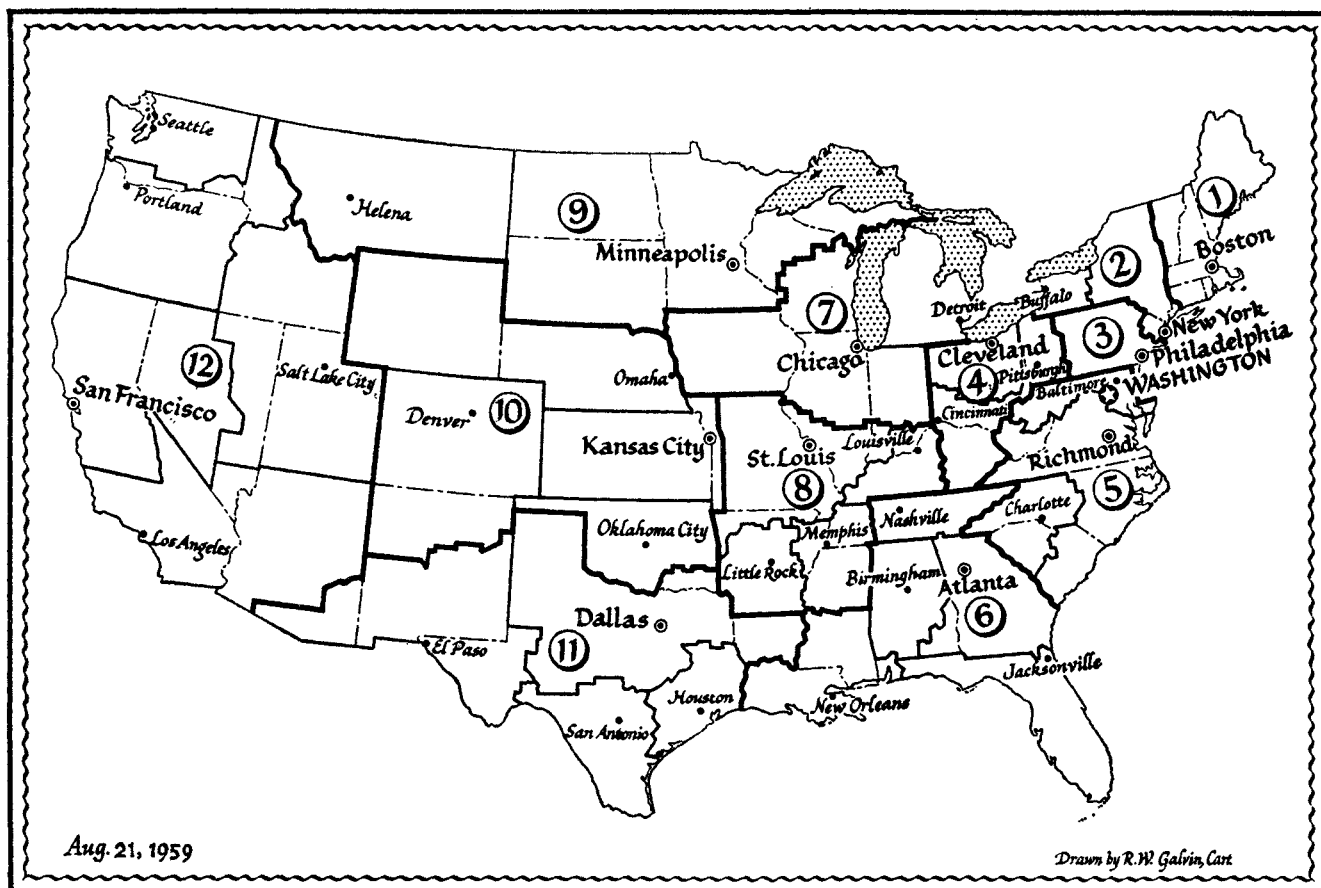 Seattle
Portland
Helena
9
Minneapolis
1
Boston
2
7
Detroit
Buffalo
New York
3
Philadelphia
Cleveland
Chicago
Pittsburgh
WASHINGTON
4
Baltimore
12
Salt Lake City
Omaha
San Francisco
Denver
10
Cincinnati
Kansas City
St. Louis
Louisville
Richmond
8
5
Nashville
Charlotte
Oklahoma City
Memphis
Los Angeles
Little Rock
Birmingham
Atlanta
6
Dallas
11
El Paso
Jacksonville
Houston
New Orleans
San Antonio
Aug. 21, 1959
Drawn by R.W. Galvin, Cart